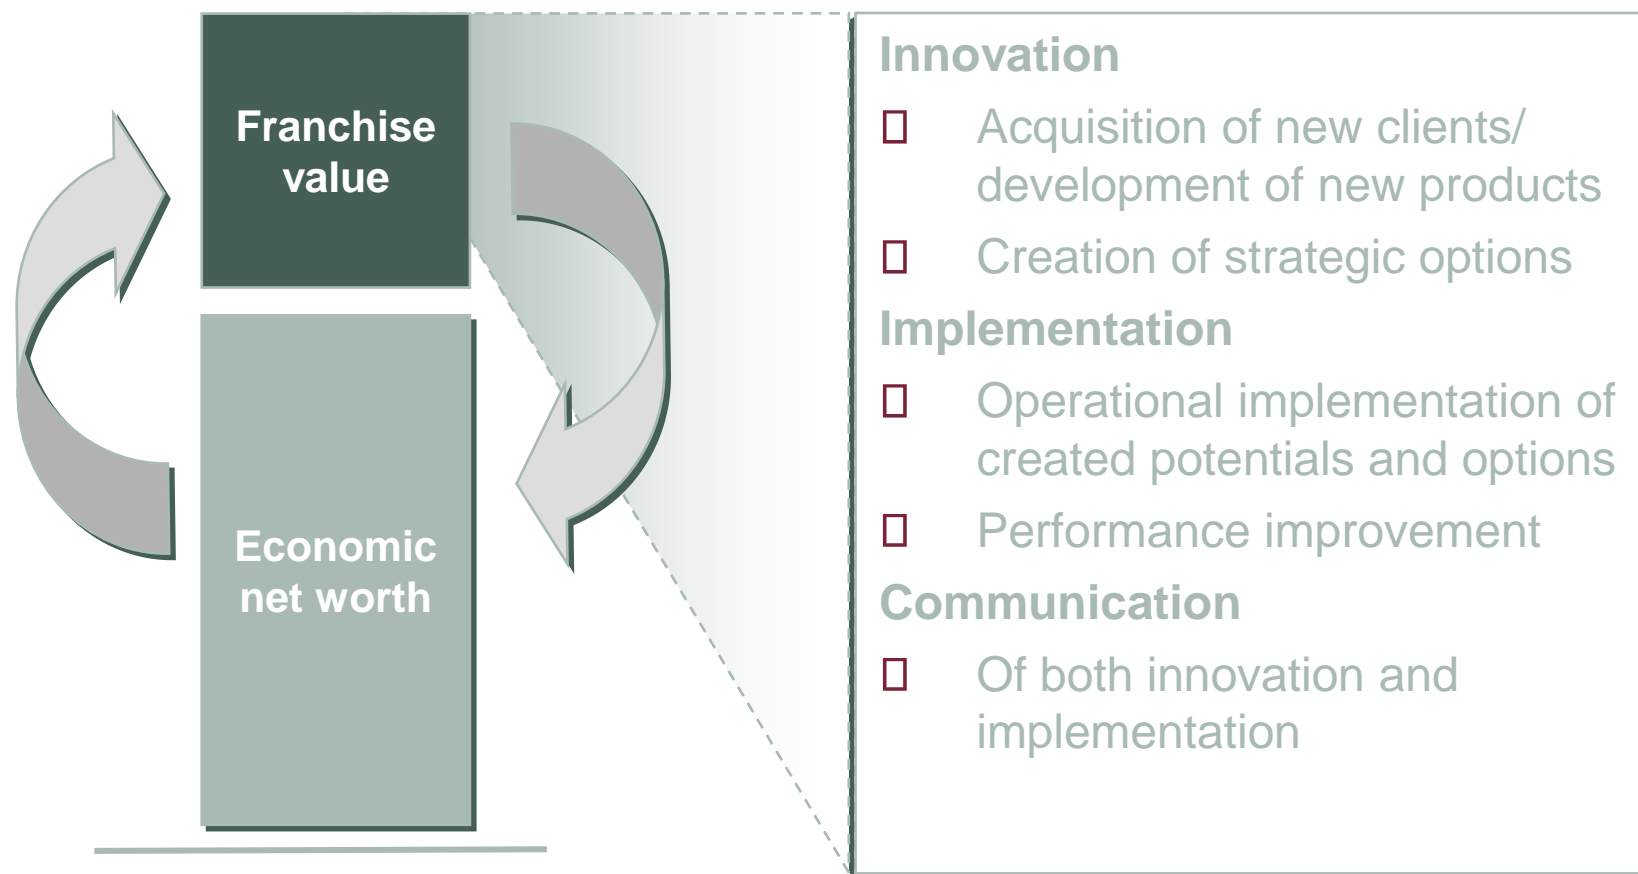 Franchise
value
Economic
net worth
Innovation
Acquisition of new clients/
development of new products
Creation of strategic options
Implementation
Operational implementation of
created potentials and options
Performance improvement
Communication
Of both innovation and
implementation